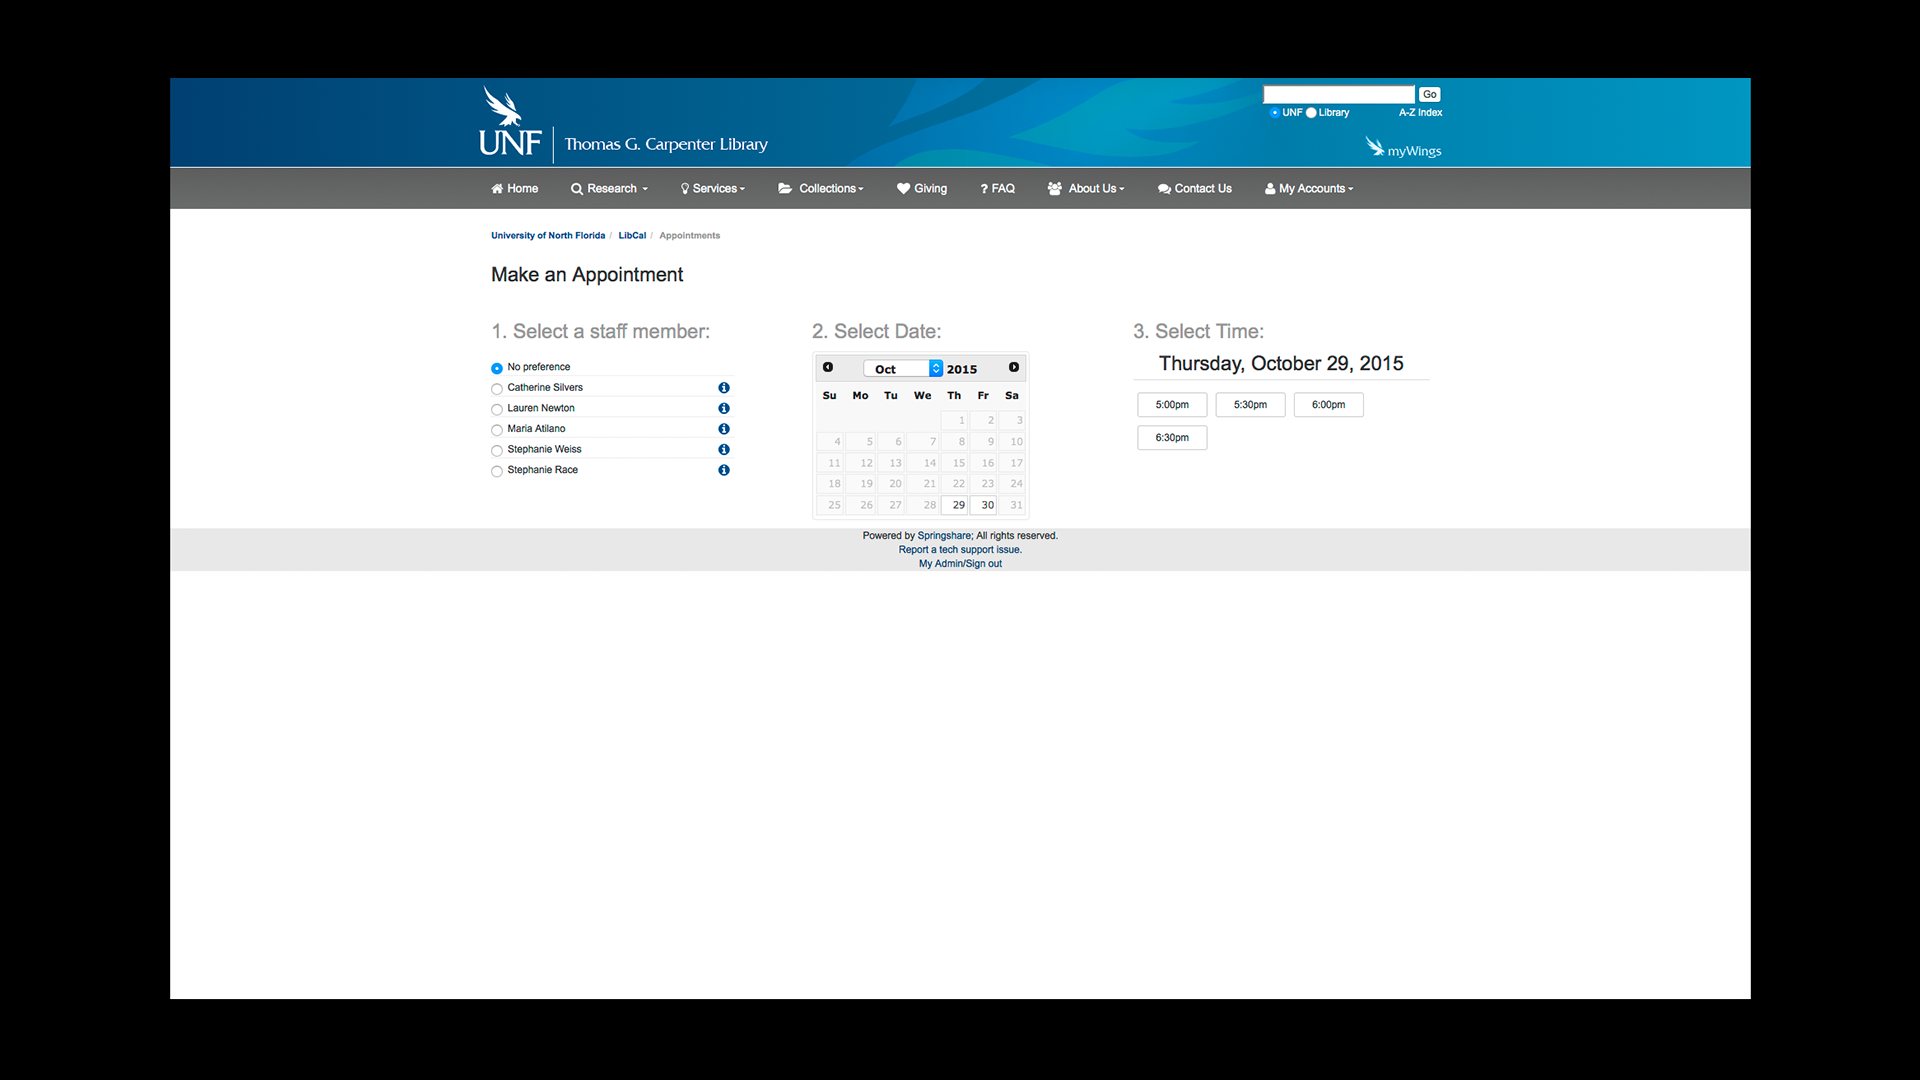 Go
UNF Library A-Z Index
UNF Thomas G. Carpenter Library
myWings
Home Research Services Collections Giving ? FAQ About Us Contact Us My Accounts
University of North Florida / LibCal / Appointments
Make an Appointment
1. Select a staff member:
No preference
Catherine Silvers
Lauren Newton
Maria Atilano
Stephanie Weiss
Stephanie Race
2. Select Date:
Oct 2015
Su Mo Tu We Th Fr Sa
1 2 3
4 5 6 7 8 9 10
11 12 13 14 15 16 17
18 19 20 21 22 23 24
25 26 27 28 29 30 31
3. Select Time:
Thursday, October 29, 2015
5:00pm 5:30pm 6:00pm
6:30pm
Powered by Springshare; All rights reserved.
Report a tech support issue.
My Admin/Sign out